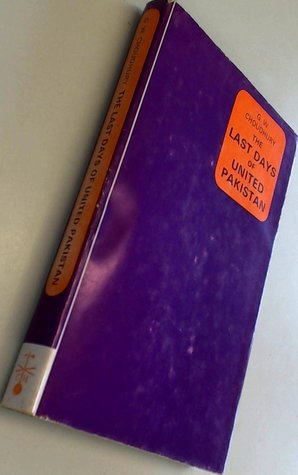 G. W. CHOUDHURY THE LAST DAYS OF UNITED PAKISTAN
G. W.
CHOUDHURY
THE
LAST DAYS
OF
UNITED
PAKISTAN